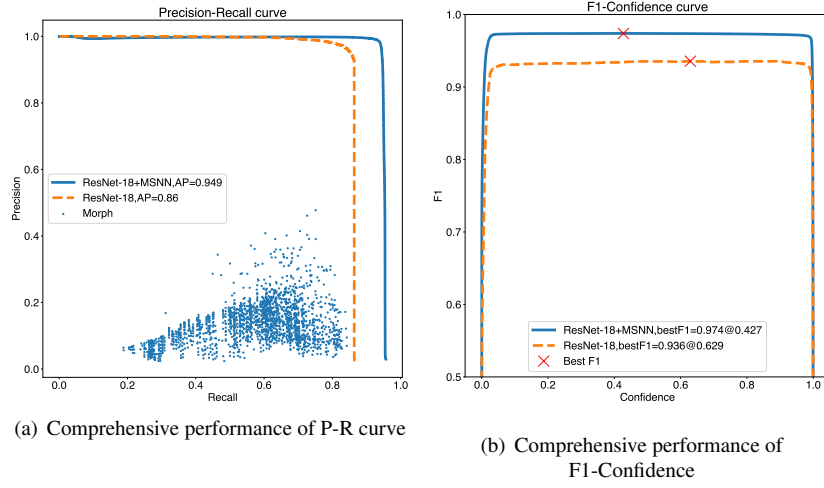 Precision-Recall curve
1.0
0.8
0.6
0.4
0.2
0.0
Precision
ResNet-18+MSNN,AP=0.949
ResNet-18,AP=0.86
Morph
0.0 0.2 0.4 0.6 0.8 1.0
Recall
(a) Comprehensive performance of P-R curve
F1-Confidence curve
1.0
0.9
0.8
0.7
0.6
0.5
F1
ResNet-18+MSNN,bestF1=0.974@0.427
ResNet-18,bestF1=0.936@0.629
Best F1
0.0 0.2 0.4 0.6 0.8 1.0
Confidence
(b) Comprehensive performance of
F1-Confidence